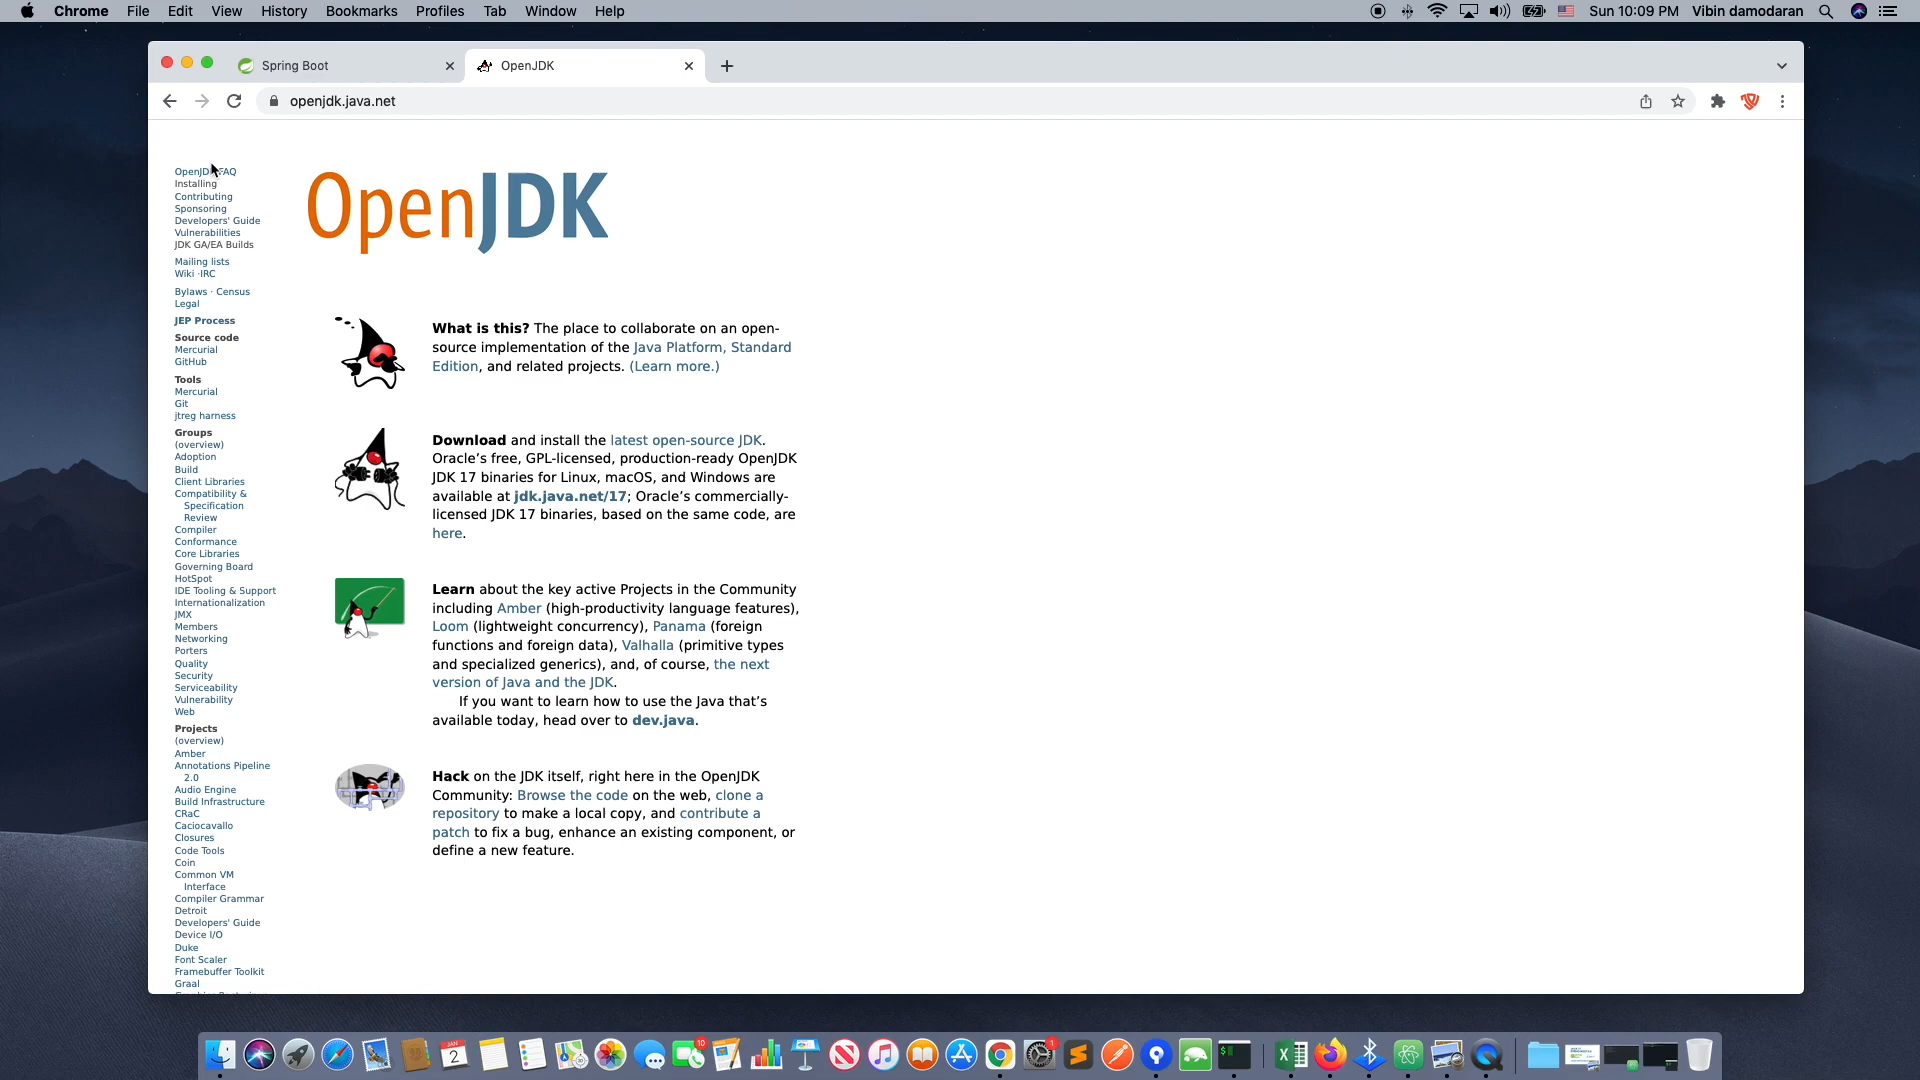 Chrome File Edit View History Bookmarks Profiles Tab Window Help
Sun 10:09 PM Vibin damodaran
Spring Boot
OpenJDK
openjdk.java.net
OpenJDK FAQ
Installing
Contributing
Sponsoring
Developers' Guide
Vulnerabilities
JDK GA/EA Builds
Mailing lists
Wiki · IRC
Bylaws · Census
Legal
JEP Process
Source code
Mercurial
GitHub
Tools
Mercurial
Git
jtreg harness
Groups
(overview)
Adoption
Build
Client Libraries
Compatibility &
Specification
Review
Compiler
Conformance
Core Libraries
Governing Board
HotSpot
IDE Tooling & Support
Internationalization
JMX
Members
Networking
Porters
Quality
Security
Serviceability
Vulnerability
Web
Projects
(overview)
Amber
Annotations Pipeline
2.0
Audio Engine
Build Infrastructure
CRaC
Caciocavallo
Closures
Code Tools
Coin
Common VM
Interface
Compiler Grammar
Detroit
Developers' Guide
Device I/O
Duke
Font Scaler
Framebuffer Toolkit
Graal
OpenJDK
What is this? The place to collaborate on an open-
source implementation of the Java Platform, Standard
Edition, and related projects. (Learn more.)
Download and install the latest open-source JDK.
Oracle’s free, GPL-licensed, production-ready OpenJDK
JDK 17 binaries for Linux, macOS, and Windows are
available at jdk.java.net/17; Oracle’s commercially-
licensed JDK 17 binaries, based on the same code, are
here.
Learn about the key active Projects in the Community
including Amber (high-productivity language features),
Loom (lightweight concurrency), Panama (foreign
functions and foreign data), Valhalla (primitive types
and specialized generics), and, of course, the next
version of Java and the JDK.
If you want to learn how to use the Java that’s
available today, head over to dev.java.
Hack on the JDK itself, right here in the OpenJDK
Community: Browse the code on the web, clone a
repository to make a local copy, and contribute a
patch to fix a bug, enhance an existing component, or
define a new feature.
JAN
2
10
1